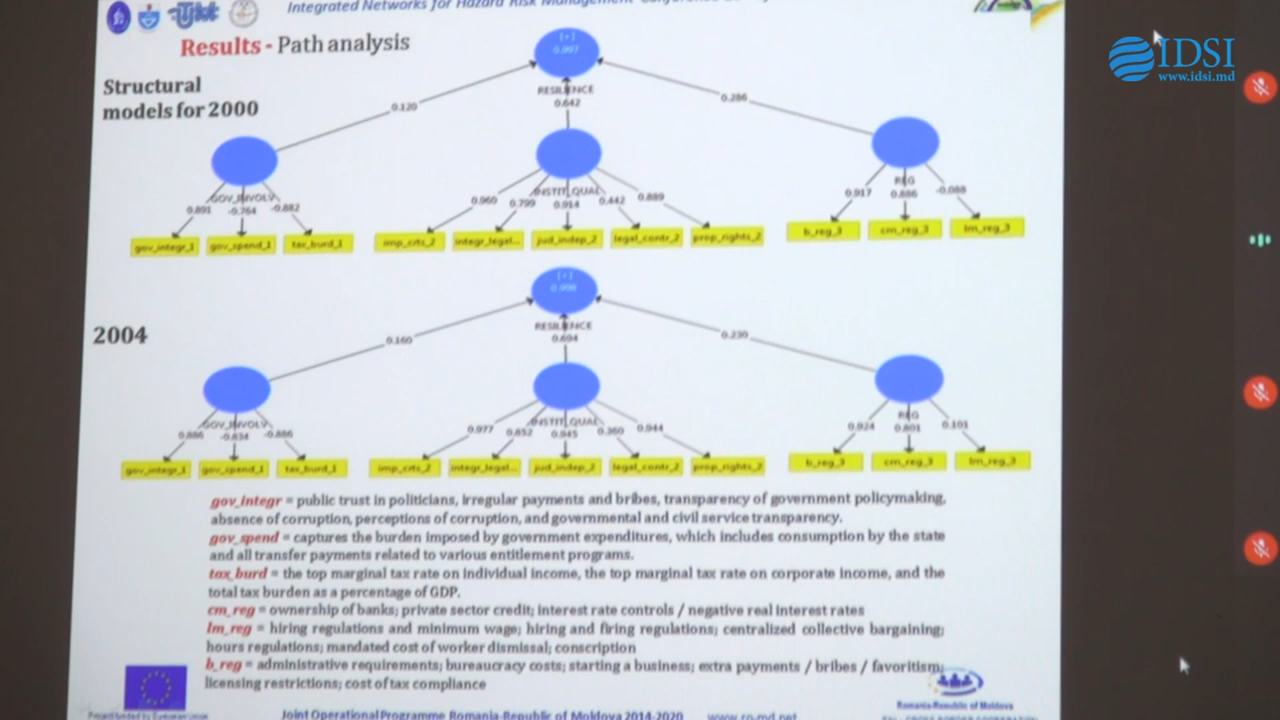 Integrated Networks for Hazard Risk Management
Results - Path analysis
IDSI
www.idsi.md
Structural
models for 2000
[+]
0.997
RESILIENCE
0.642
0.120
0.286
GOV_INVOLV
0.891 -0.764 -0.882
INSTIT_QUAL
0.960 0.799 0.914 0.442 0.889
REG
0.917 0.886 -0.088
gov_integr_1 gov_spend_1 tax_burd_1 imp_crts_2 integr_legal... jud_indep_2 legal_contr_2 prop_rights_2 b_reg_3 cm_reg_3 lm_reg_3
2004
[+]
RESILIENCE
0.694
0.160
0.230
GOV_INVOLV
0.886 -0.834 -0.886
INSTIT_QUAL
0.977 0.852 0.945 0.360 0.944
REG
0.924 0.801 0.101
gov_integr_1 gov_spend_1 tax_burd_1 imp_crts_2 integr_legal... jud_indep_2 legal_contr_2 prop_rights_2 b_reg_3 cm_reg_3 lm_reg_3
gov_integr = public trust in politicians, irregular payments and bribes, transparency of government policymaking,
absence of corruption, perceptions of corruption, and governmental and civil service transparency.
gov_spend = captures the burden imposed by government expenditures, which includes consumption by the state
and all transfer payments related to various entitlement programs.
tax_burd = the top marginal tax rate on individual income, the top marginal tax rate on corporate income, and the
total tax burden as a percentage of GDP.
cm_reg = ownership of banks; private sector credit; interest rate controls / negative real interest rates
lm_reg = hiring regulations and minimum wage; hiring and firing regulations; centralized collective bargaining;
hours regulations; mandated cost of worker dismissal; conscription
b_reg = administrative requirements; bureaucracy costs; starting a business; extra payments / bribes / favoritism;
licensing restrictions; cost of tax compliance
Project funded by European Union
Joint Operational Programme Romania-Republic of Moldova 2014-2020 www.ro-md.net
Romania-Republic of Moldova